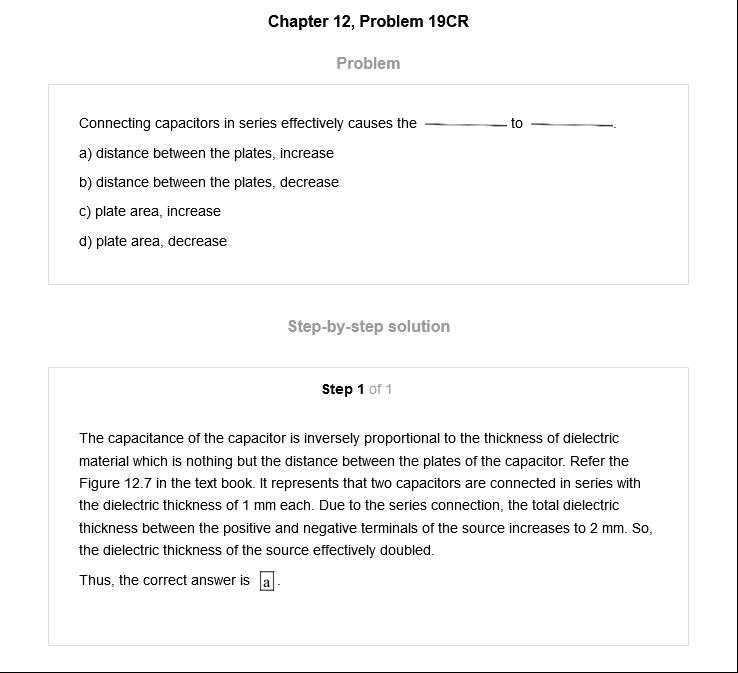 Chapter 12, Problem 19CR
Problem
Connecting capacitors in series effectively causes the ________ to ________.
a) distance between the plates, increase
b) distance between the plates, decrease
c) plate area, increase
d) plate area, decrease
Step-by-step solution
Step 1 of 1
The capacitance of the capacitor is inversely proportional to the thickness of dielectric
material which is nothing but the distance between the plates of the capacitor. Refer the
Figure 12.7 in the text book. It represents that two capacitors are connected in series with
the dielectric thickness of 1 mm each. Due to the series connection, the total dielectric
thickness between the positive and negative terminals of the source increases to 2 mm. So,
the dielectric thickness of the source effectively doubled.
Thus, the correct answer is a.